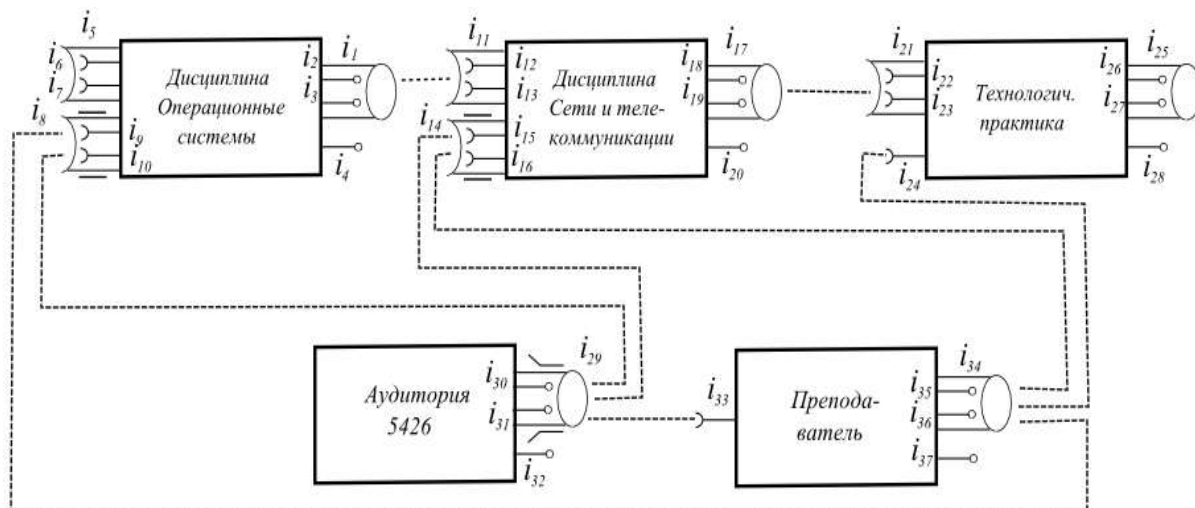 i5 i1 i11 i17 i21 i25
i6 i2 i12 i18 i22 i26
i7 i3 i13 i19 i23 i27
Дисциплина
Операционные
системы
Дисциплина
Сети и теле-
коммуникации
Технологич.
практика
i8 i9 i10 i4
i14 i15 i16 i20
i24 i28
i29
i30
i31
i32
Аудитория
5426
i33
i34
i35
i36
i37
Препода-
ватель